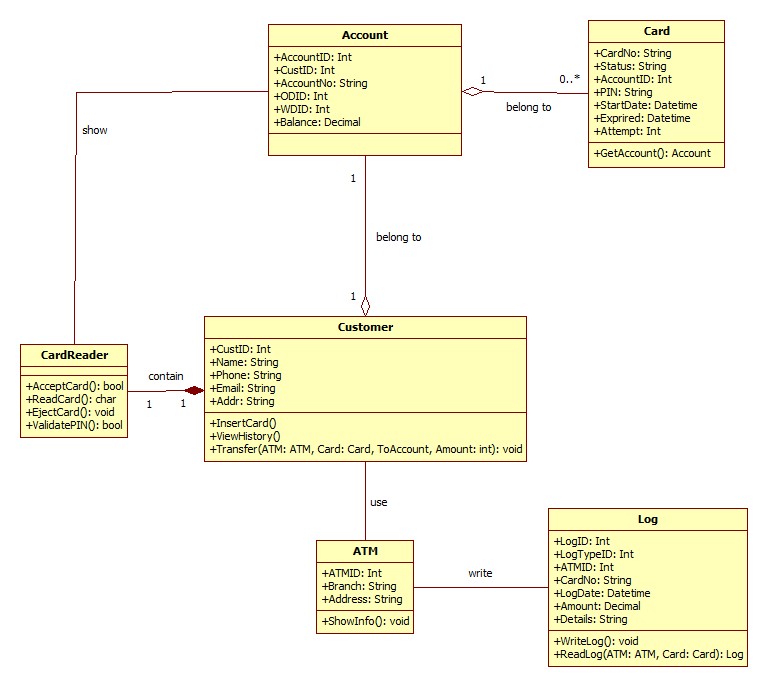 Account
+AccountID: Int
+CustID: Int
+AccountNo: String
+ODID: Int
+WDID: Int
+Balance: Decimal
Card
+CardNo: String
+Status: String
+AccountID: Int
+PIN: String
+StartDate: Datetime
+Exprired: Datetime
+Attempt: Int
+GetAccount(): Account
1
0..*
belong to
show
1
belong to
1
Customer
+CustID: Int
+Name: String
+Phone: String
+Email: String
+Addr: String
+InsertCard()
+ViewHistory()
+Transfer(ATM: ATM, Card: Card, ToAccount, Amount: int): void
CardReader
+AcceptCard(): bool
+ReadCard(): char
+EjectCard(): void
+ValidatePIN(): bool
contain
1
1
use
ATM
+ATMID: Int
+Branch: String
+Address: String
+ShowInfo(): void
write
Log
+LogID: Int
+LogTypeID: Int
+ATMID: Int
+CardNo: String
+LogDate: Datetime
+Amount: Decimal
+Details: String
+WriteLog(): void
+ReadLog(ATM: ATM, Card: Card): Log